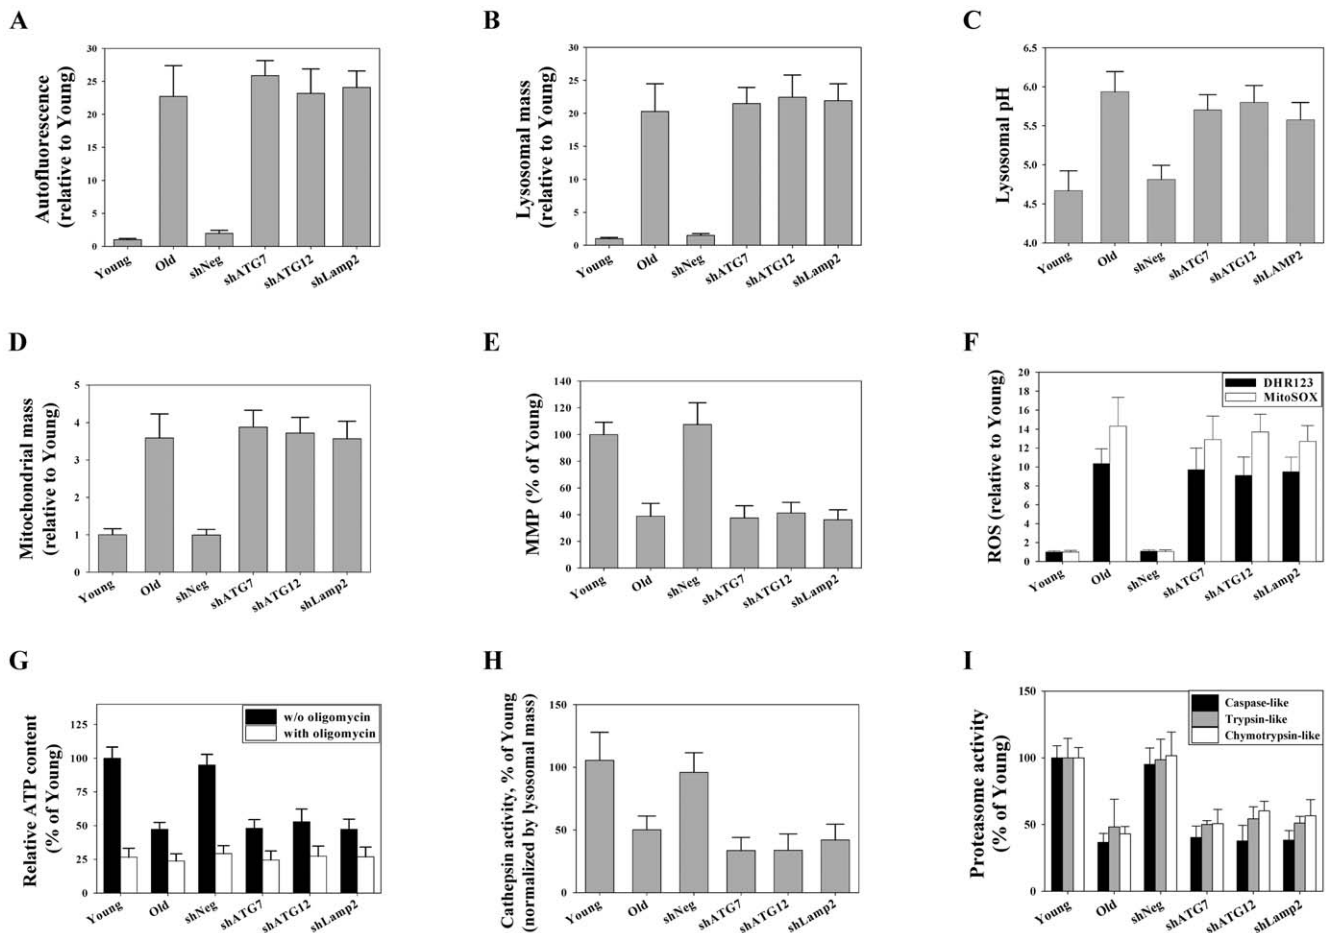 A
Autofluorescence
(relative to Young)
30
25
20
15
10
5
0
Young
Old
shNeg
shATG7
shATG12
shLamp2
B
Lysosomal mass
(relative to Young)
30
25
20
15
10
5
0
Young
Old
shNeg
shATG7
shATG12
shLamp2
C
Lysosomal pH
6.5
6.0
5.5
5.0
4.5
4.0
Young
Old
shNeg
shATG7
shATG12
shLAMP2
D
Mitochondrial mass
(relative to Young)
5
4
3
2
1
0
Young
Old
shNeg
shATG7
shATG12
shLamp2
E
MMP (% of Young)
140
120
100
80
60
40
20
0
Young
Old
shNeg
shATG7
shATG12
shLamp2
F
ROS (relative to Young)
20
18
16
14
12
10
8
6
4
2
0
DHR123
MitoSOX
Young
Old
shNeg
shATG7
shATG12
shLamp2
G
Relative ATP content
(% of Young)
125
100
75
50
25
0
w/o oligomycin
with oligomycin
Young
Old
shNeg
shATG7
shATG12
shLamp2
H
Cathepsin activity, % of Young
(normalized by lysosomal mass)
150
100
50
0
Young
Old
shNeg
shATG7
shATG12
shLamp2
I
Proteasome activity
(% of Young)
150
100
50
0
Caspase-like
Trypsin-like
Chymotrypsin-like
Young
Old
shNeg
shATG7
shATG12
shLamp2